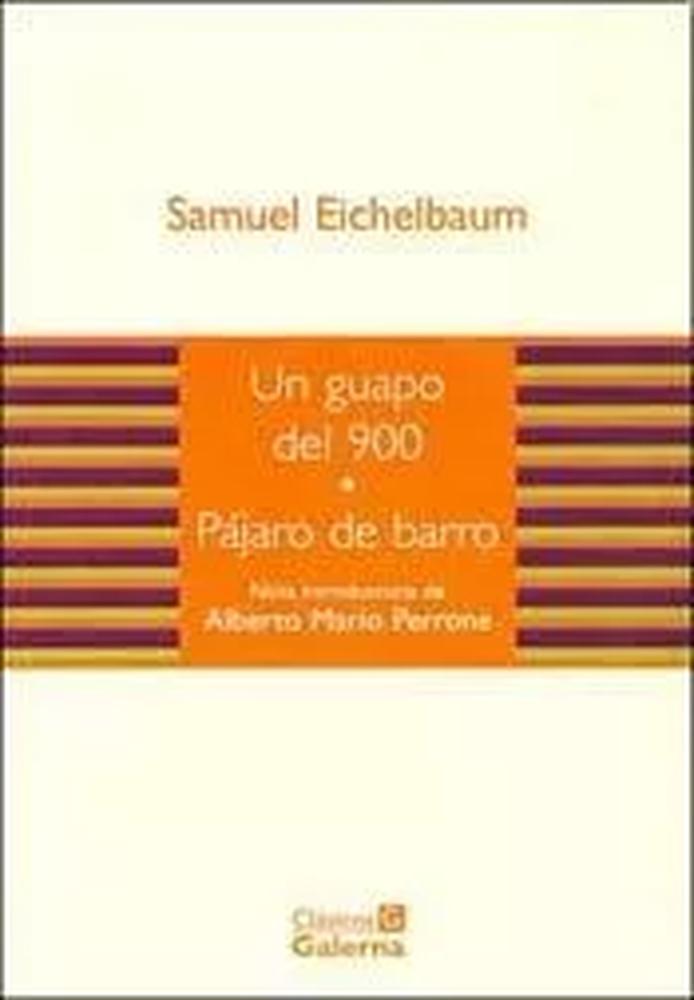 Samuel Eichelbaum
Un guapo
del 900
•
Pájaro de barro
Nota introductoria de
Alberto Mario Perrone
Clásicos G
Galerna